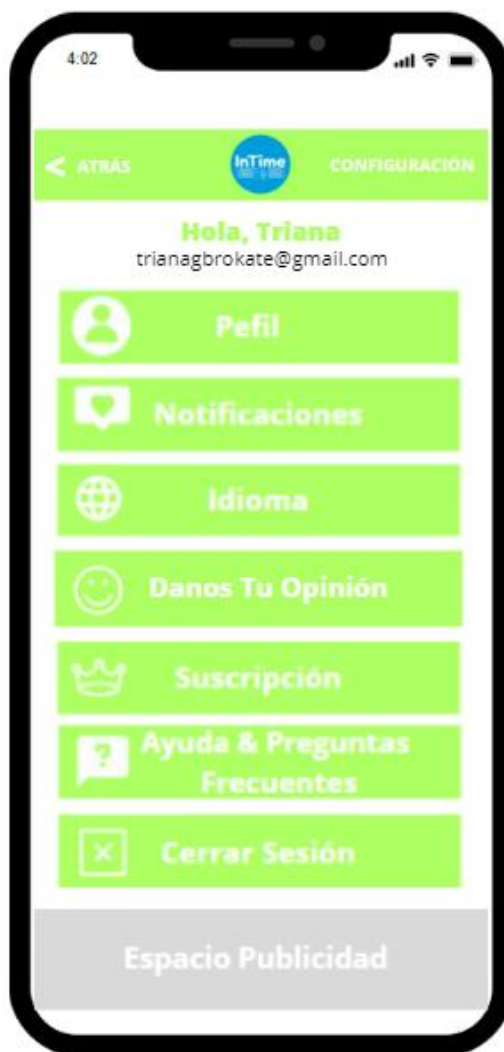 4:02
< ATRÁS
InTime
CONFIGURACIÓN
Hola, Triana
trianagbrokate@gmail.com
Pefil
Notificaciones
Idioma
Danos Tu Opinión
Suscripción
Ayuda & Preguntas
Frecuentes
Cerrar Sesión
Espacio Publicidad